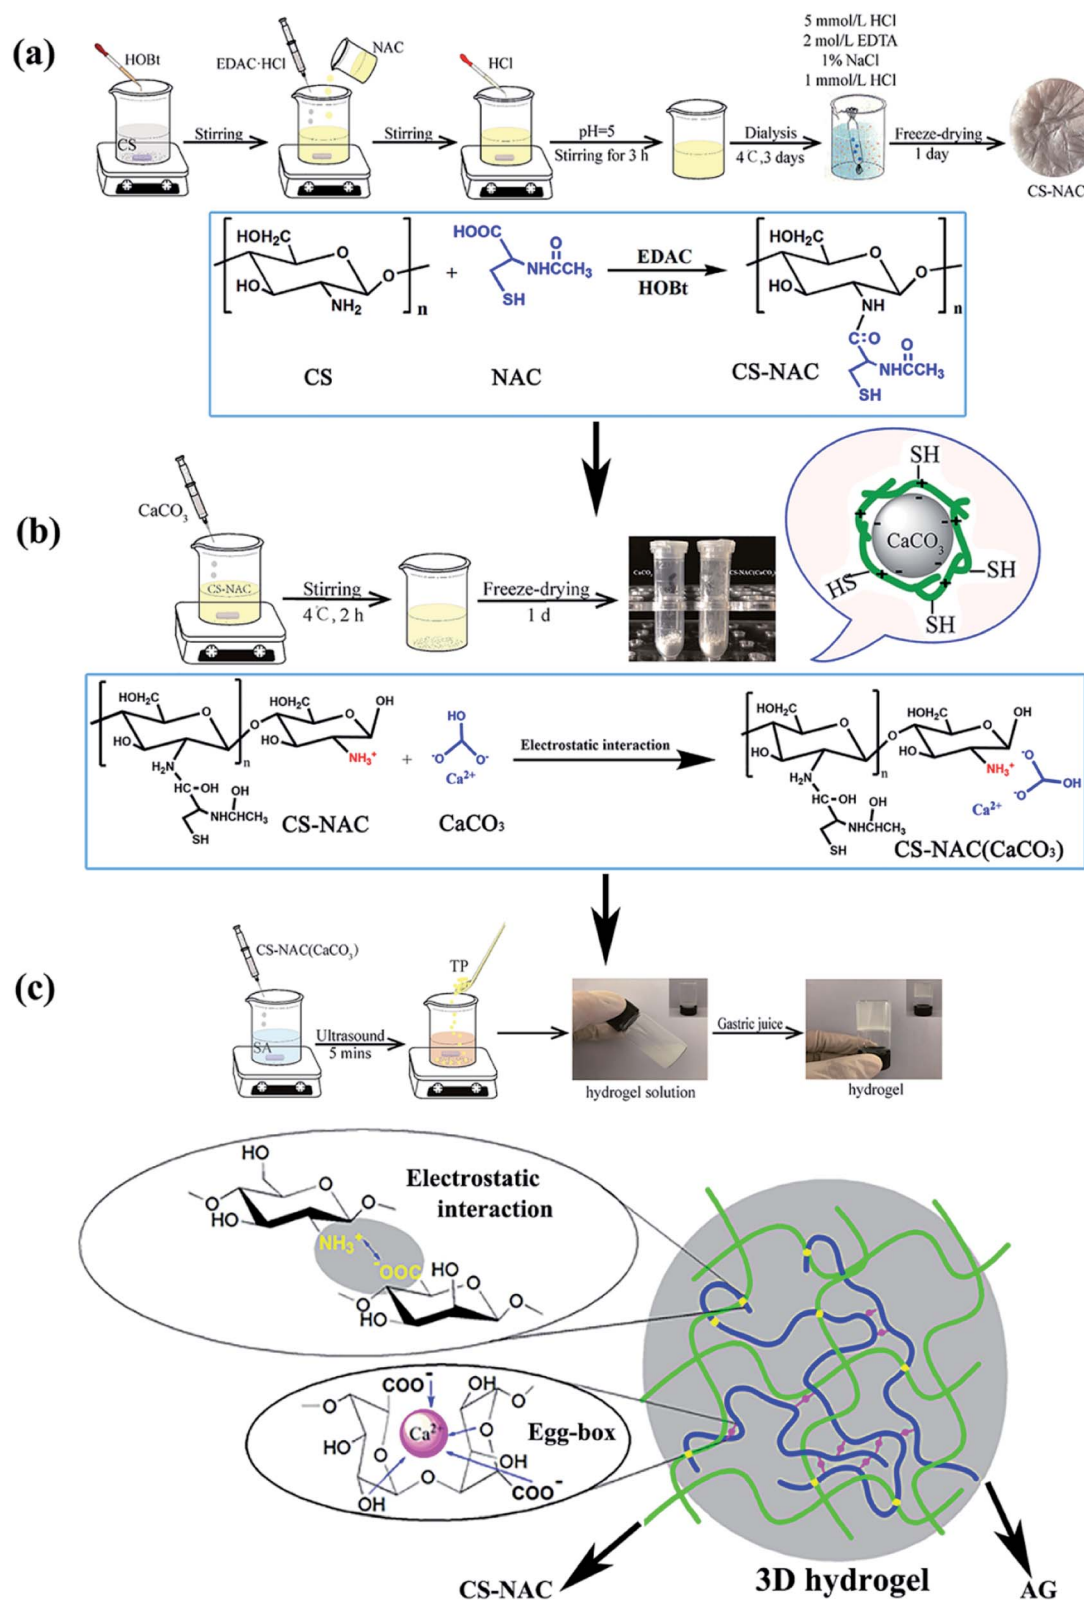 (a)
HOBt
CS
Stirring
EDAC·HCl
NAC
Stirring
HCl
pH=5
Stirring for 3 h
Dialysis
4℃,3 days
5 mmol/L HCl
2 mol/L EDTA
1% NaCl
1 mmol/L HCl
Freeze-drying
1 day
CS-NAC
HOH₂C
O
O
HO
NH₂
n
CS
+
HOOC
O
NHCCH₃
SH
NAC
EDAC
HOBt
HOH₂C
O
O
HO
NH
n
C=O
O
NHCCH₃
SH
CS-NAC
(b)
CaCO₃
CS-NAC
Stirring
4℃, 2 h
Freeze-drying
1 d
CaCO₃
CS-NAC(CaCO₃)
SH
CaCO₃
HS
SH
SH
HOH₂C
O
HO
H₂N
n
O
HOH₂C
O
OH
HO
NH₃⁺
CH-OH
OH
NHCHCH₃
SH
CS-NAC
+
HO
⁻O
O⁻
Ca²⁺
CaCO₃
Electrostatic interaction
HOH₂C
O
HO
H₂N
n
O
HOH₂C
O
OH
HO
NH₃⁺
⁻O
⁻O
OH
Ca²⁺
CH-OH
OH
NHCHCH₃
SH
CS-NAC(CaCO₃)
(c)
CS-NAC(CaCO₃)
SA
Ultrasound
5 mins
TP
hydrogel solution
Gastric juice
hydrogel
Electrostatic
interaction
HO
HO
O
O
O
HO
NH₃⁺
⁻OOC
HO
O
O
HO
O
Egg-box
COO⁻
Ca²⁺
O
O
HO
OH
O
OH
O
O
OH
O
COO⁻
CS-NAC
3D hydrogel
AG